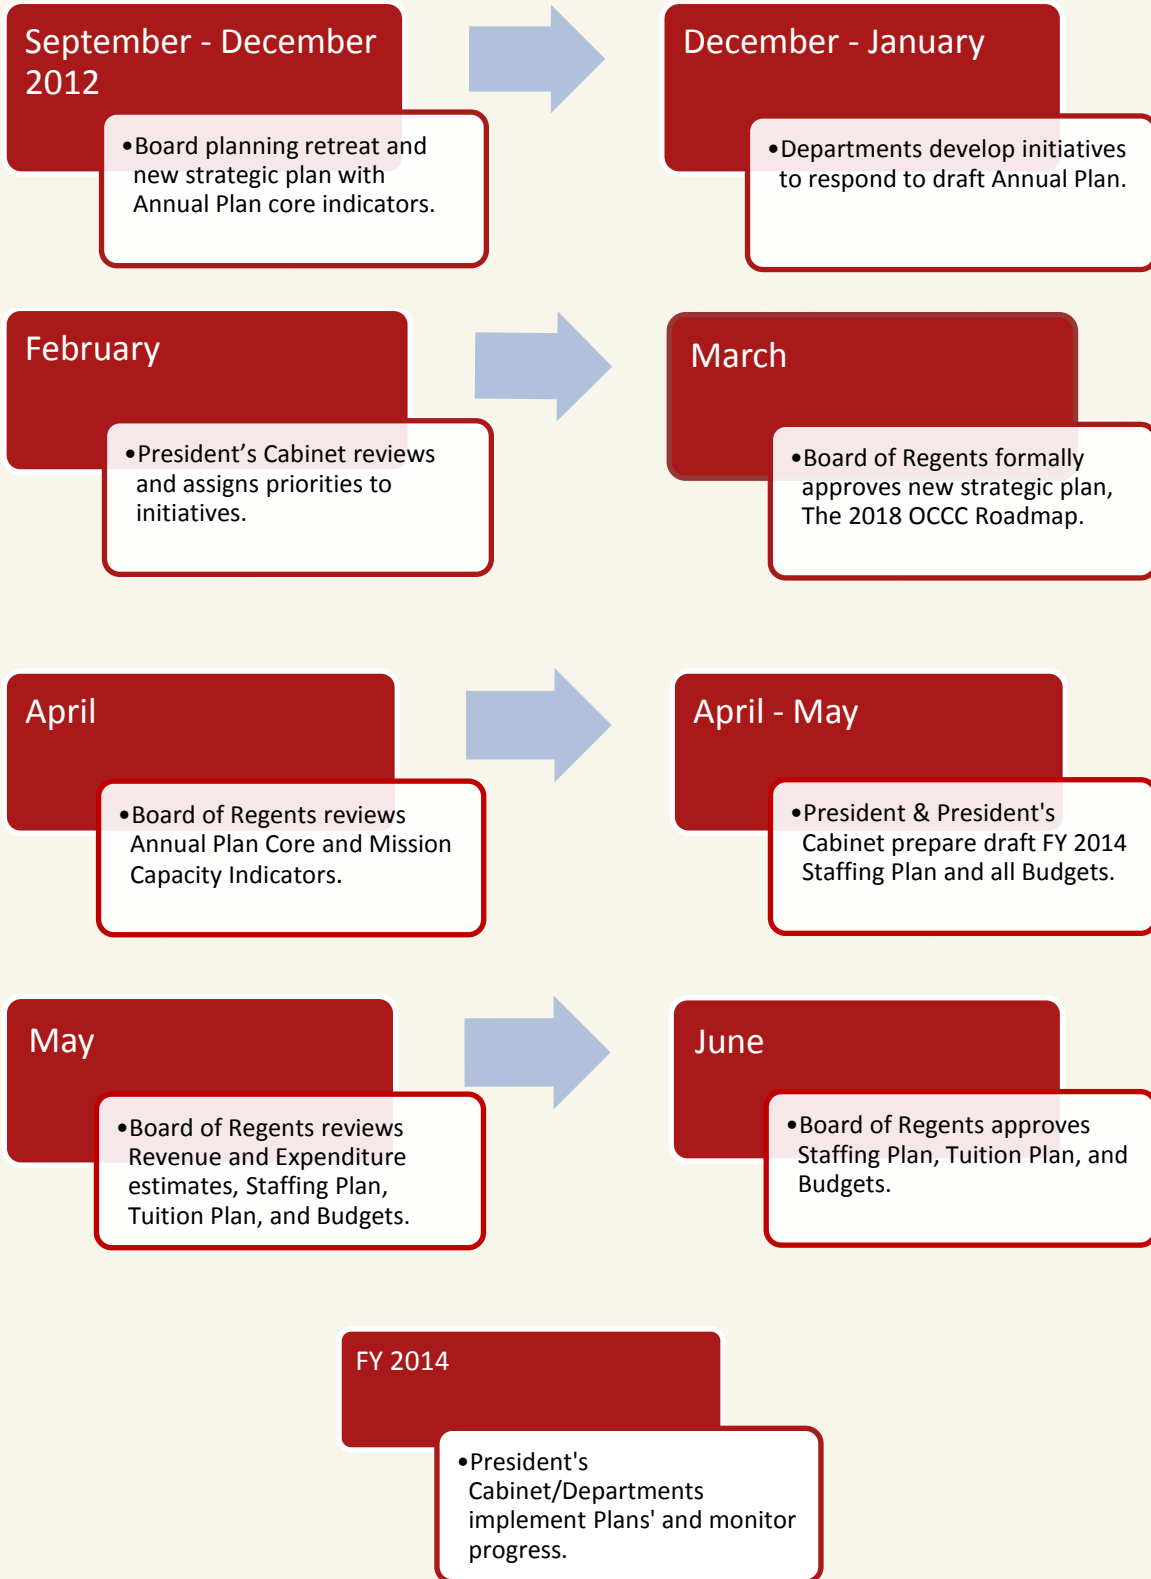 September - December
2012
•Board planning retreat and
new strategic plan with
Annual Plan core indicators.
December - January
•Departments develop initiatives
to respond to draft Annual Plan.
February
•President’s Cabinet reviews
and assigns priorities to
initiatives.
March
•Board of Regents formally
approves new strategic plan,
The 2018 OCCC Roadmap.
April
•Board of Regents reviews
Annual Plan Core and Mission
Capacity Indicators.
April - May
•President & President's
Cabinet prepare draft FY 2014
Staffing Plan and all Budgets.
May
•Board of Regents reviews
Revenue and Expenditure
estimates, Staffing Plan,
Tuition Plan, and Budgets.
June
•Board of Regents approves
Staffing Plan, Tuition Plan, and
Budgets.
FY 2014
•President's
Cabinet/Departments
implement Plans' and monitor
progress.